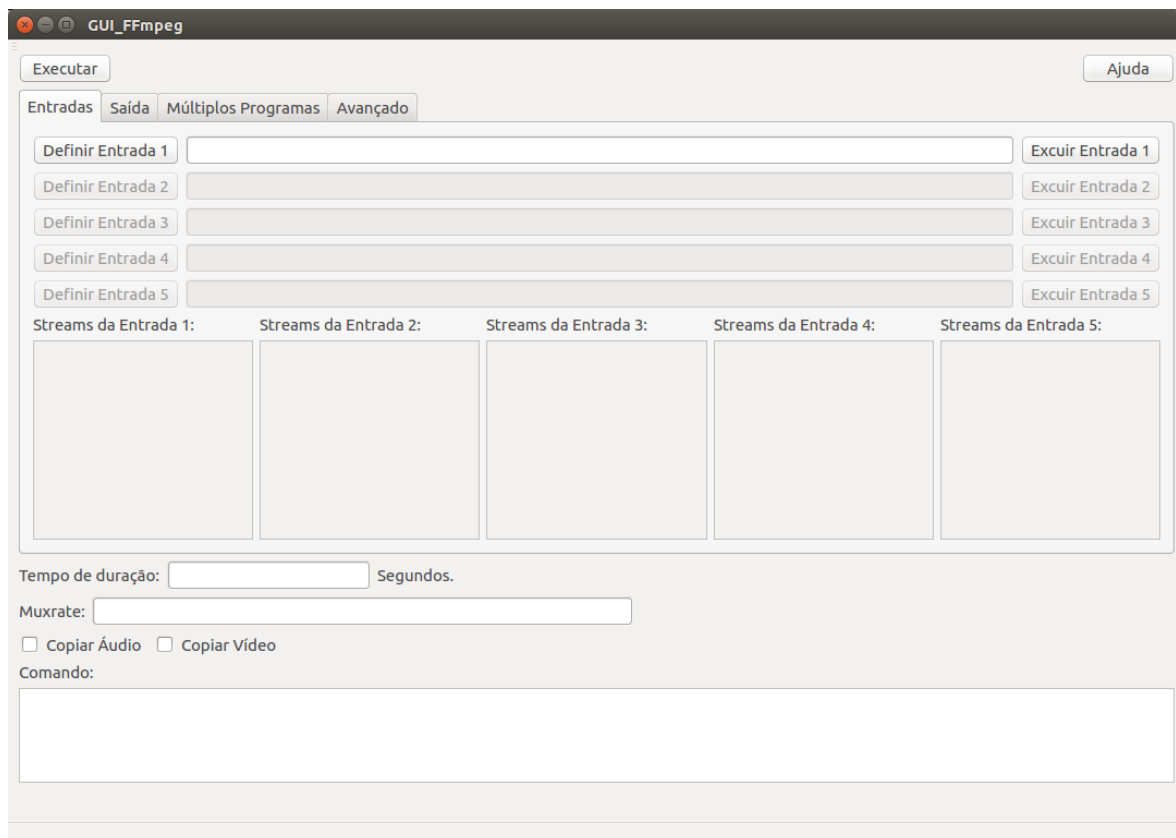 GUI_FFmpeg
Executar Ajuda
Entradas Saída Múltiplos Programas Avançado
Definir Entrada 1 Excuir Entrada 1
Definir Entrada 2 Excuir Entrada 2
Definir Entrada 3 Excuir Entrada 3
Definir Entrada 4 Excuir Entrada 4
Definir Entrada 5 Excuir Entrada 5
Streams da Entrada 1: Streams da Entrada 2: Streams da Entrada 3: Streams da Entrada 4: Streams da Entrada 5:
Tempo de duração: Segundos.
Muxrate:
Copiar Áudio Copiar Vídeo
Comando: